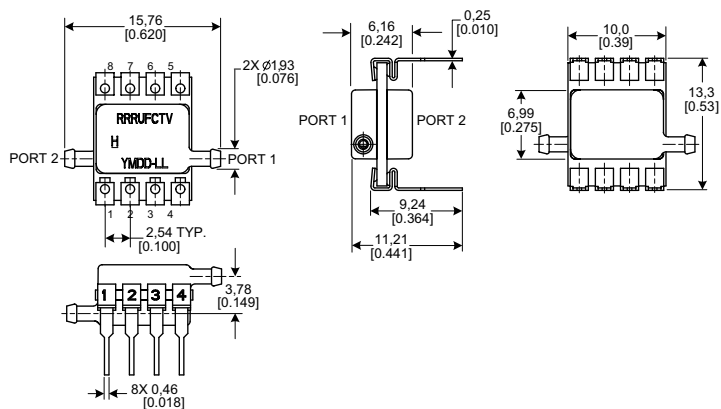 15,76
[0.620]
8 7 6 5
2X Ø1,93
[0.076]
RRRUFCTV
H
YMDD-LL
PORT 2
PORT 1
1 2 3 4
2,54 TYP.
[0.100]
6,16
[0.242]
0,25
[0.010]
PORT 1
PORT 2
9,24
[0.364]
11,21
[0.441]
10,0
[0.39]
6,99
[0.275]
13,3
[0.53]
1 2 3 4
3,78
[0.149]
8X 0,46
[0.018]